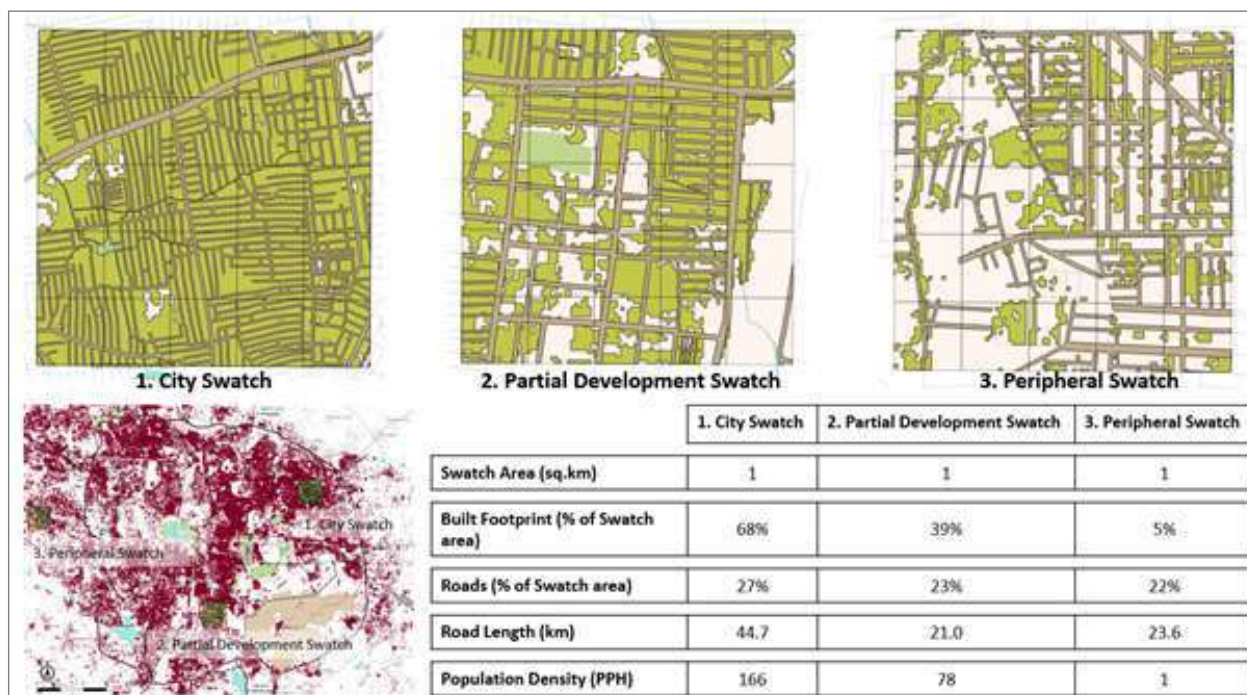 1. City Swatch
2. Partial Development Swatch
3. Peripheral Swatch
1. City Swatch
3. Peripheral Swatch
2. Partial Development Swatch
1. City Swatch 2. Partial Development Swatch 3. Peripheral Swatch
Swatch Area (sq.km) 1 1 1
Built Footprint (% of Swatch
area) 68% 39% 5%
Roads (% of Swatch area) 27% 23% 22%
Road Length (km) 44.7 21.0 23.6
Population Density (PPH) 166 78 1